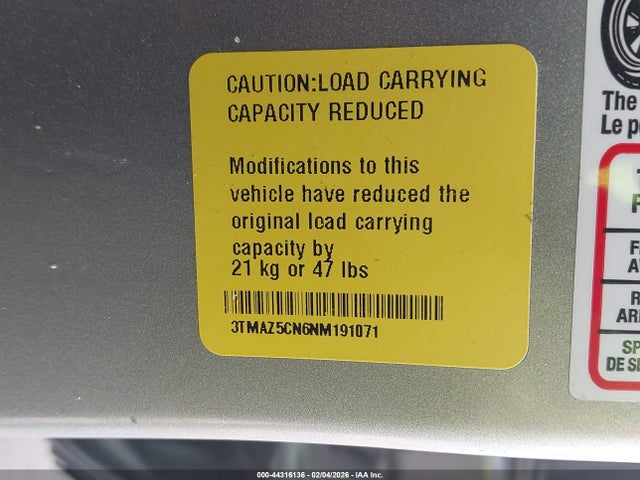 CAUTION:LOAD CARRYING
CAPACITY REDUCED
Modifications to this
vehicle have reduced the
original load carrying
capacity by
21 kg or 47 lbs
3TMAZ5CN6NM191071
The
Le p
000-44316136 - 02/04/2026 - IAA Inc.